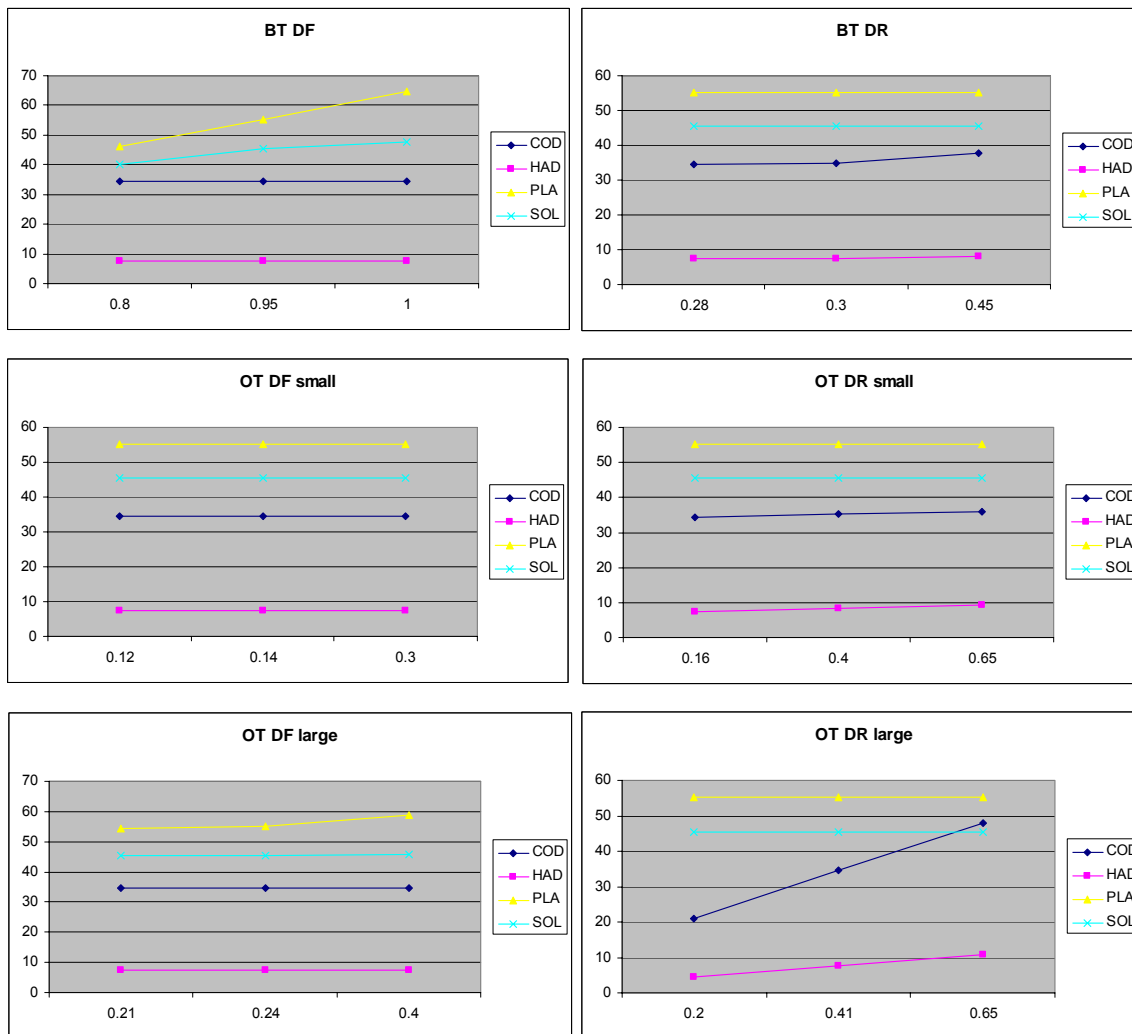 BT DF
70
60
50
40
30
20
10
0
0.8 0.95 1
COD
HAD
PLA
SOL
BT DR
60
50
40
30
20
10
0
0.28 0.3 0.45
COD
HAD
PLA
SOL
OT DF small
60
50
40
30
20
10
0
0.12 0.14 0.3
COD
HAD
PLA
SOL
OT DR small
60
50
40
30
20
10
0
0.16 0.4 0.65
COD
HAD
PLA
SOL
OT DF large
70
60
50
40
30
20
10
0
0.21 0.24 0.4
COD
HAD
PLA
SOL
OT DR large
60
50
40
30
20
10
0
0.2 0.41 0.65
COD
HAD
PLA
SOL